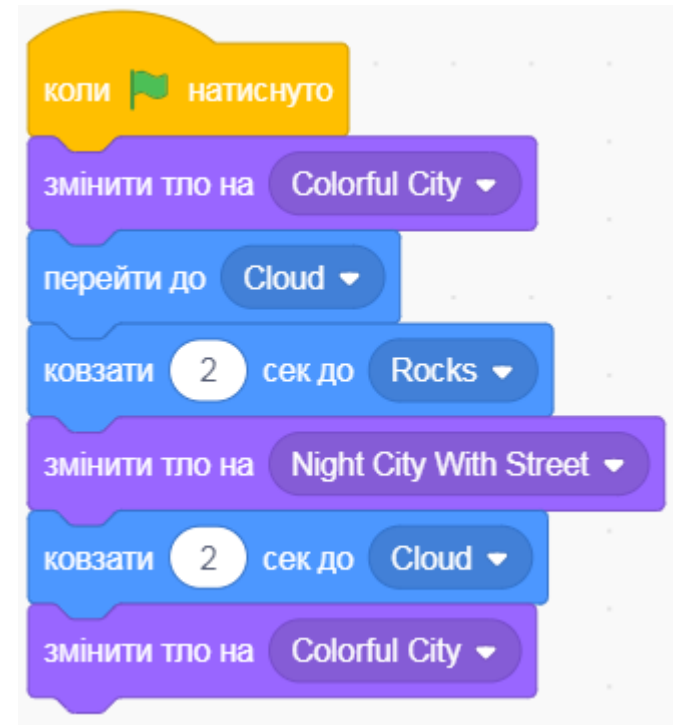 коли натиснуто
змінити тло на Colorful City
перейти до Cloud
ковзати 2 сек до Rocks
змінити тло на Night City With Street
ковзати 2 сек до Cloud
змінити тло на Colorful City